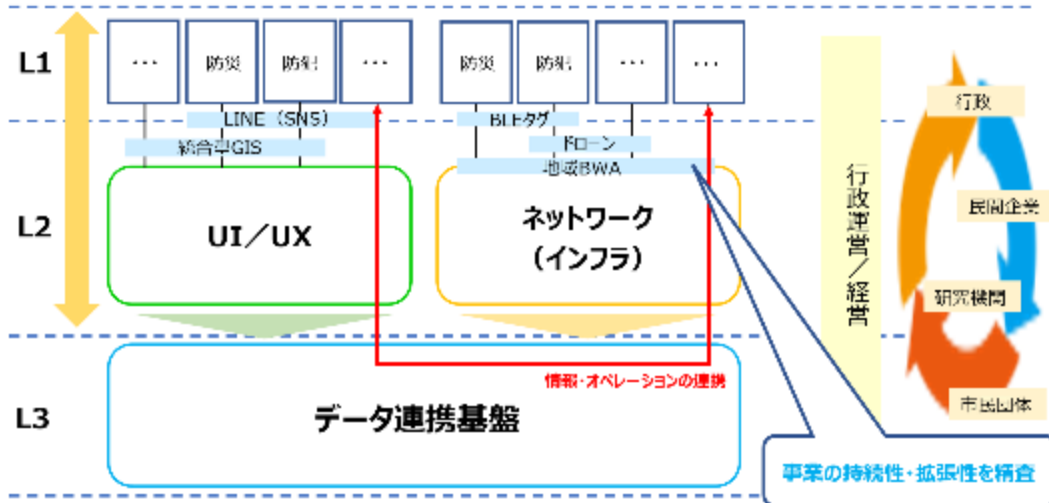 L1
…
防災
防犯
…
防災
防犯
…
…
LINE（SNS）
統合型GIS
BLEタグ
ドローン
地域BWA
L2
UI／UX
ネットワーク
（インフラ）
情報・オペレーションの連携
L3
データ連携基盤
行政運営／経営
行政
民間企業
研究機関
市民団体
事業の持続性・拡張性を精査